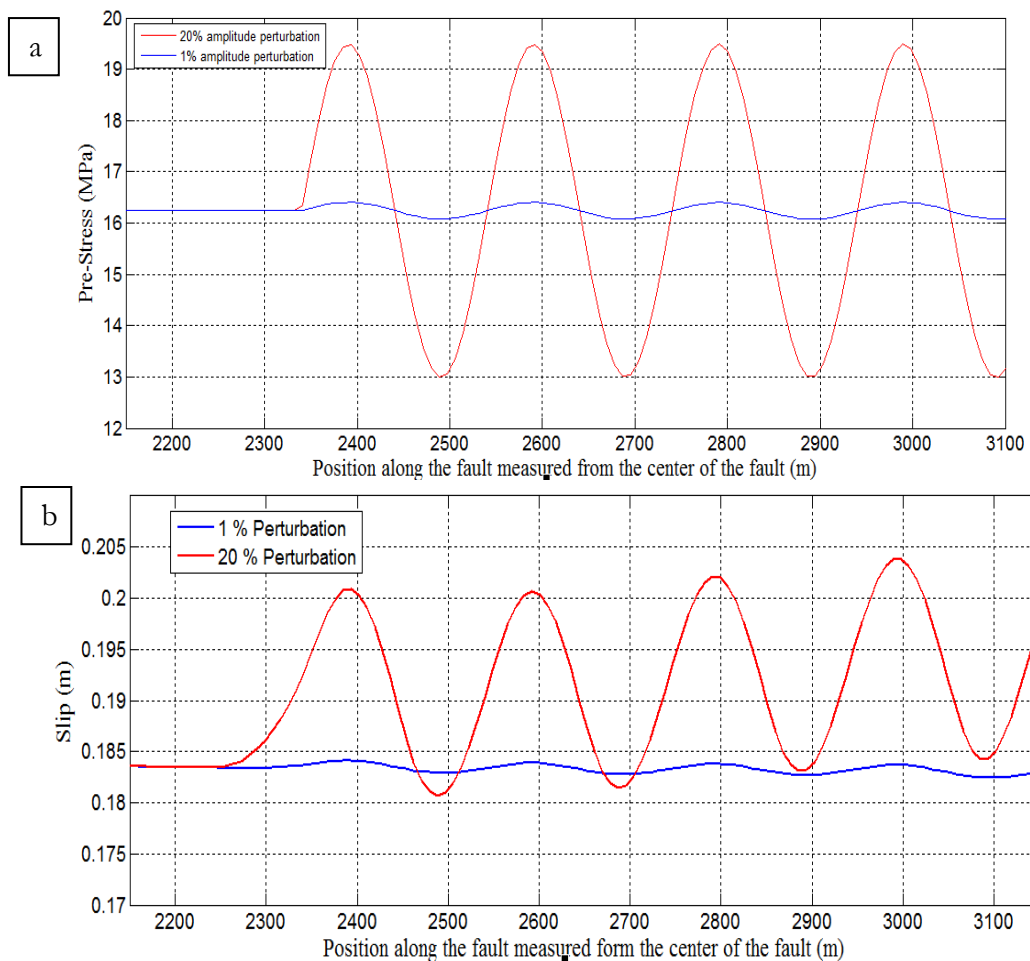 a
20% amplitude perturbation
1% amplitude perturbation
Pre-Stress (MPa)
20
19
18
17
16
15
14
13
12
2200 2300 2400 2500 2600 2700 2800 2900 3000 3100
Position along the fault measured from the center of the fault (m)
b
1 % Perturbation
20 % Perturbation
Slip (m)
0.205
0.2
0.195
0.19
0.185
0.18
0.175
0.17
2200 2300 2400 2500 2600 2700 2800 2900 3000 3100
Position along the fault measured form the center of the fault (m)